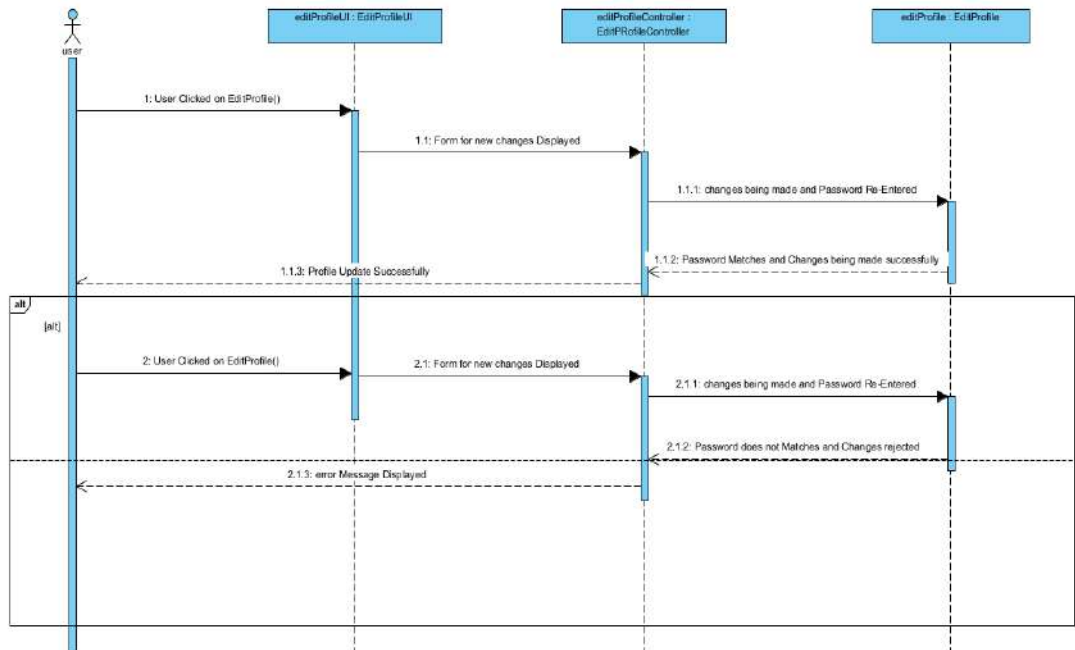 editProfileUI : EditProfileUI
editProfileController :
EditPRofileController
editProfile : EditProfile
user
1: User Clicked on EditProfile()
1.1: Form for new changes Displayed
1.1.1: changes being made and Password Re-Entered
1.1.2: Password Matches and Changes being made successfully
1.1.3: Profile Update Successfully
alt
[alt]
2: User Clicked on EditProfile()
2.1: Form for new changes Displayed
2.1.1: changes being made and Password Re-Entered
2.1.2: Password does not Matches and Changes rejected
2.1.3: error Message Displayed